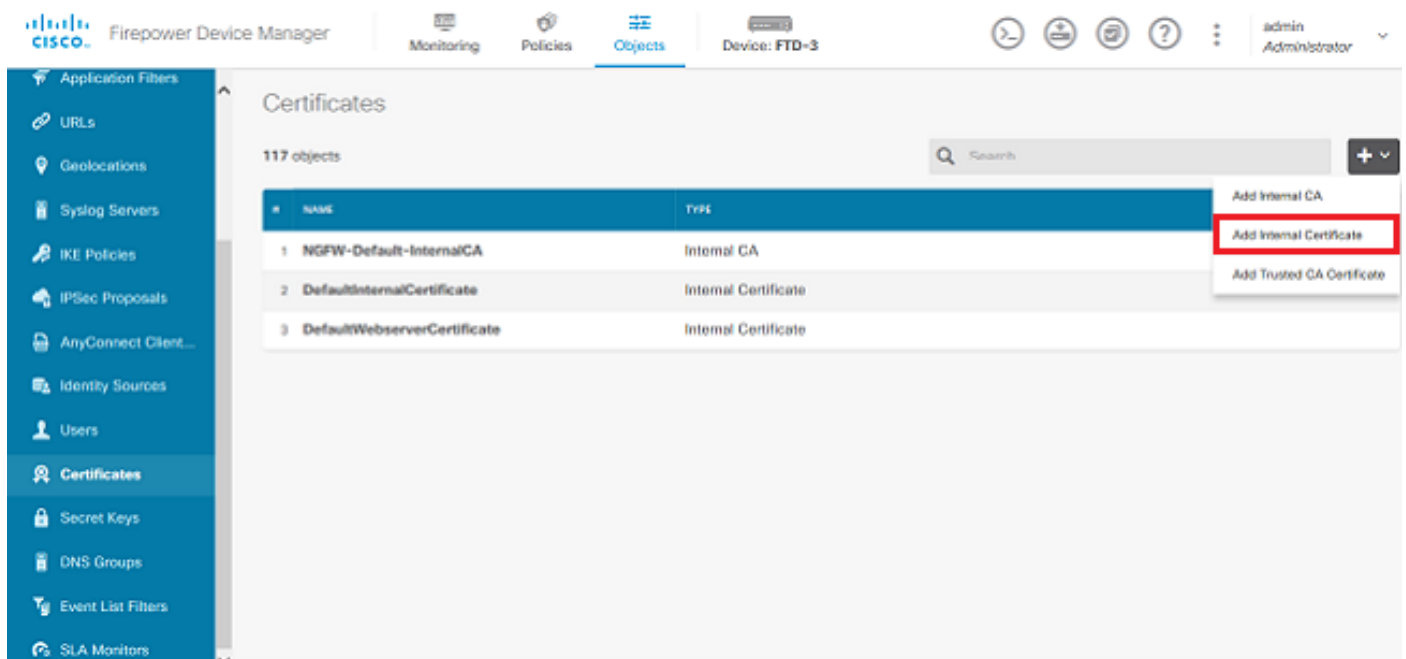 CISCO. Firepower Device Manager
Monitoring Policies Objects Device: FTD-3
admin
Administrator
Application Filters
URLs
Geolocations
Syslog Servers
IKE Policies
IPSec Proposals
AnyConnect Client...
Identity Sources
Users
Certificates
Secret Keys
DNS Groups
Event List Filters
SLA Monitors
Certificates
117 objects
Search
# NAME TYPE
1 NGFW-Default-InternalCA Internal CA
2 DefaultInternalCertificate Internal Certificate
3 DefaultWebserverCertificate Internal Certificate
Add Internal CA
Add Internal Certificate
Add Trusted CA Certificate